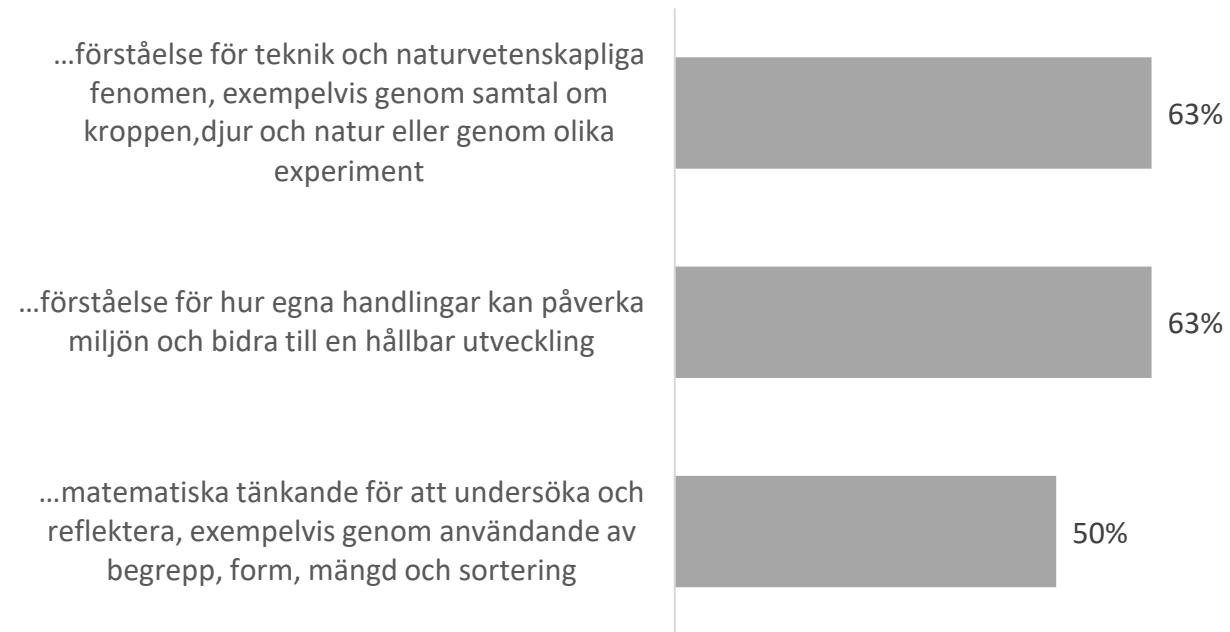 ...förståelse för teknik och naturvetenskapliga
fenomen, exempelvis genom samtal om
kroppen,djur och natur eller genom olika
experiment
63%
...förståelse för hur egna handlingar kan påverka
miljön och bidra till en hållbar utveckling
63%
...matematiska tänkande för att undersöka och
reflektera, exempelvis genom användande av
begrepp, form, mängd och sortering
50%